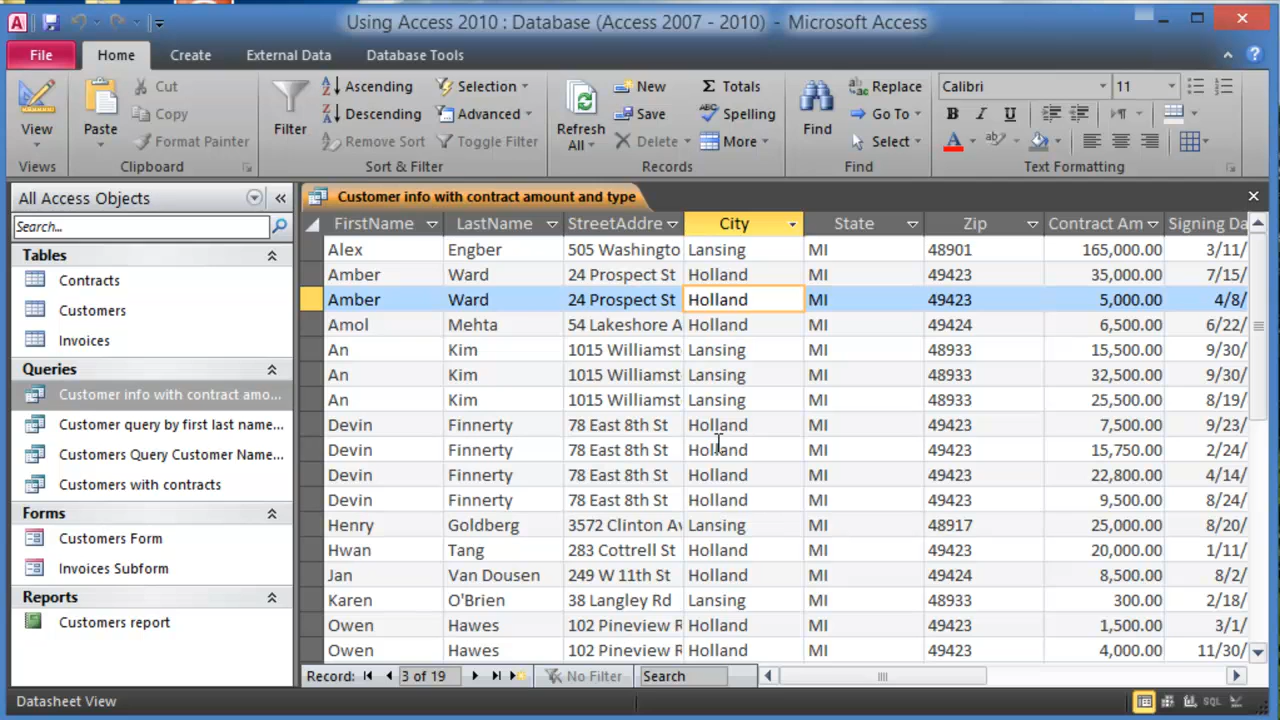 Using Access 2010 : Database (Access 2007 - 2010) - Microsoft Access
File Home Create External Data Database Tools
View
Views
Paste
Cut
Copy
Format Painter
Clipboard
Filter
Ascending
Descending
Remove Sort
Selection
Advanced
Toggle Filter
Sort & Filter
Refresh All
New
Save
Delete
Totals
Spelling
More
Records
Find
Replace
Go To
Select
Find
Calibri 11
B I U
A ab
Text Formatting
All Access Objects
Search...
Tables
Contracts
Customers
Invoices
Queries
Customer info with contract amo...
Customer query by first last name...
Customers Query Customer Name...
Customers with contracts
Forms
Customers Form
Invoices Subform
Reports
Customers report
Customer info with contract amount and type
FirstName LastName StreetAddre City State Zip Contract Am Signing Da
Alex Engber 505 Washingto Lansing MI 48901 165,000.00 3/11/
Amber Ward 24 Prospect St Holland MI 49423 35,000.00 7/15/
Amber Ward 24 Prospect St Holland MI 49423 5,000.00 4/8/
Amol Mehta 54 Lakeshore A Holland MI 49424 6,500.00 6/22/
An Kim 1015 Williamst Lansing MI 48933 15,500.00 9/30/
An Kim 1015 Williamst Lansing MI 48933 32,500.00 9/30/
An Kim 1015 Williamst Lansing MI 48933 25,500.00 8/19/
Devin Finnerty 78 East 8th St Holland MI 49423 7,500.00 9/23/
Devin Finnerty 78 East 8th St Holland MI 49423 15,750.00 2/24/
Devin Finnerty 78 East 8th St Holland MI 49423 22,800.00 4/14/
Devin Finnerty 78 East 8th St Holland MI 49423 9,500.00 8/24/
Henry Goldberg 3572 Clinton Av Lansing MI 48917 25,000.00 8/20/
Hwan Tang 283 Cottrell St Holland MI 49423 20,000.00 1/11/
Jan Van Dousen 249 W 11th St Holland MI 49424 8,500.00 8/2/
Karen O'Brien 38 Langley Rd Lansing MI 48933 300.00 2/18/
Owen Hawes 102 Pineview R Holland MI 49423 1,500.00 3/1/
Owen Hawes 102 Pineview R Holland MI 49423 4,000.00 11/30/
Record: 3 of 19 No Filter Search
Datasheet View SQL